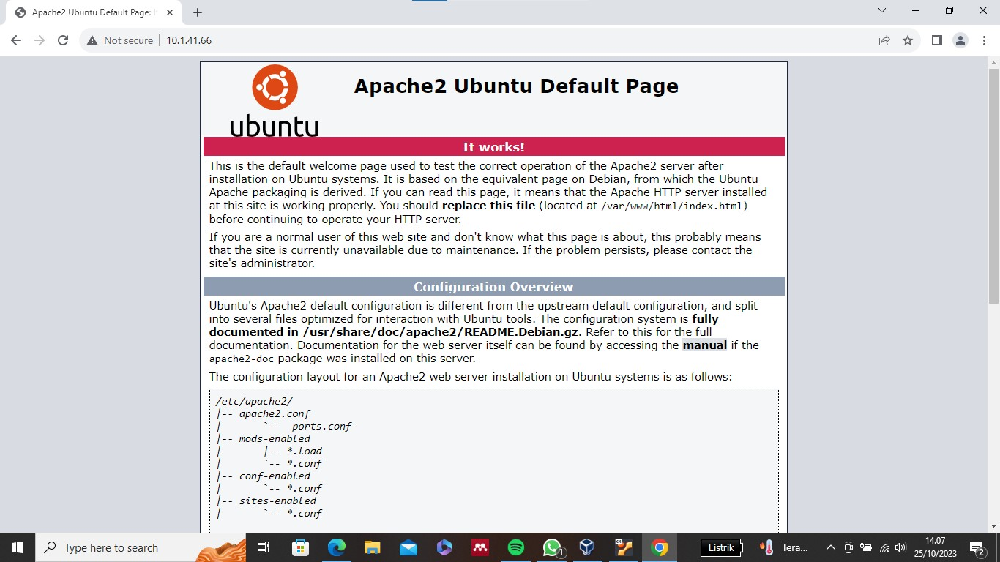 Apache2 Ubuntu Default Page:
Not secure
10.1.41.66
ubuntu
Apache2 Ubuntu Default Page
It works!
This is the default welcome page used to test the correct operation of the Apache2 server after
installation on Ubuntu systems. It is based on the equivalent page on Debian, from which the Ubuntu
Apache packaging is derived. If you can read this page, it means that the Apache HTTP server installed
at this site is working properly. You should replace this file (located at /var/www/html/index.html)
before continuing to operate your HTTP server.
If you are a normal user of this web site and don't know what this page is about, this probably means
that the site is currently unavailable due to maintenance. If the problem persists, please contact the
site's administrator.
Configuration Overview
Ubuntu's Apache2 default configuration is different from the upstream default configuration, and split
into several files optimized for interaction with Ubuntu tools. The configuration system is fully
documented in /usr/share/doc/apache2/README.Debian.gz. Refer to this for the full
documentation. Documentation for the web server itself can be found by accessing the manual if the
apache2-doc package was installed on this server.
The configuration layout for an Apache2 web server installation on Ubuntu systems is as follows:
/etc/apache2/
|-- apache2.conf
|       `--  ports.conf
|-- mods-enabled
|       |-- *.load
|       `-- *.conf
|-- conf-enabled
|       `-- *.conf
|-- sites-enabled
|       `-- *.conf
Type here to search
1
64
Listrik
Tera...
14.07
25/10/2023
2